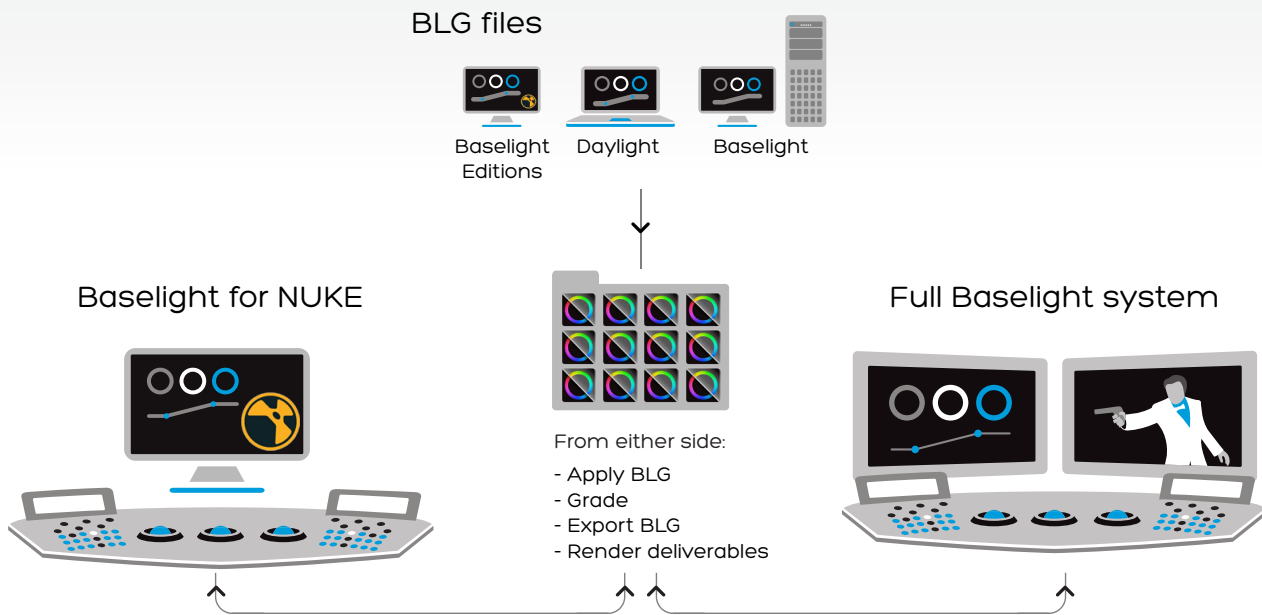 BLG files
Baselight
Editions
Daylight
Baselight
Baselight for NUKE
Full Baselight system
From either side:
- Apply BLG
- Grade
- Export BLG
- Render deliverables